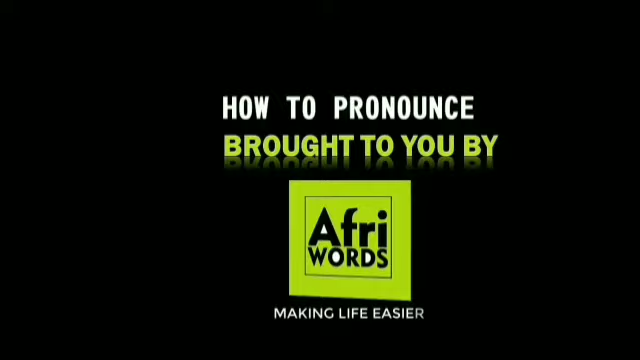 HOW TO PRONOUNCE
BROUGHT TO YOU BY
Afri
WORDS
MAKING LIFE EASIER